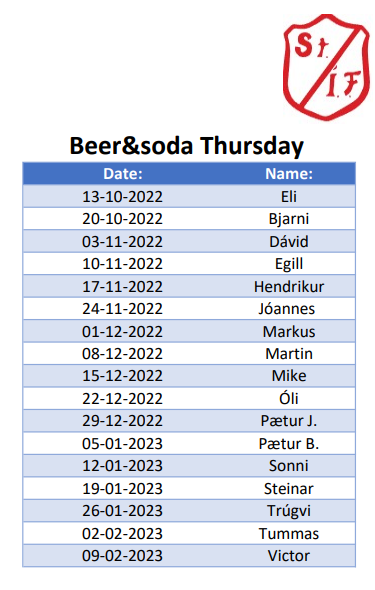 St.
Í.F.
Beer&soda Thursday
Date: Name:
13-10-2022 Eli
20-10-2022 Bjarni
03-11-2022 Dávid
10-11-2022 Egill
17-11-2022 Hendrikur
24-11-2022 Jóannes
01-12-2022 Markus
08-12-2022 Martin
15-12-2022 Mike
22-12-2022 Óli
29-12-2022 Pætur J.
05-01-2023 Pætur B.
12-01-2023 Sonni
19-01-2023 Steinar
26-01-2023 Trúgvi
02-02-2023 Tummas
09-02-2023 Victor